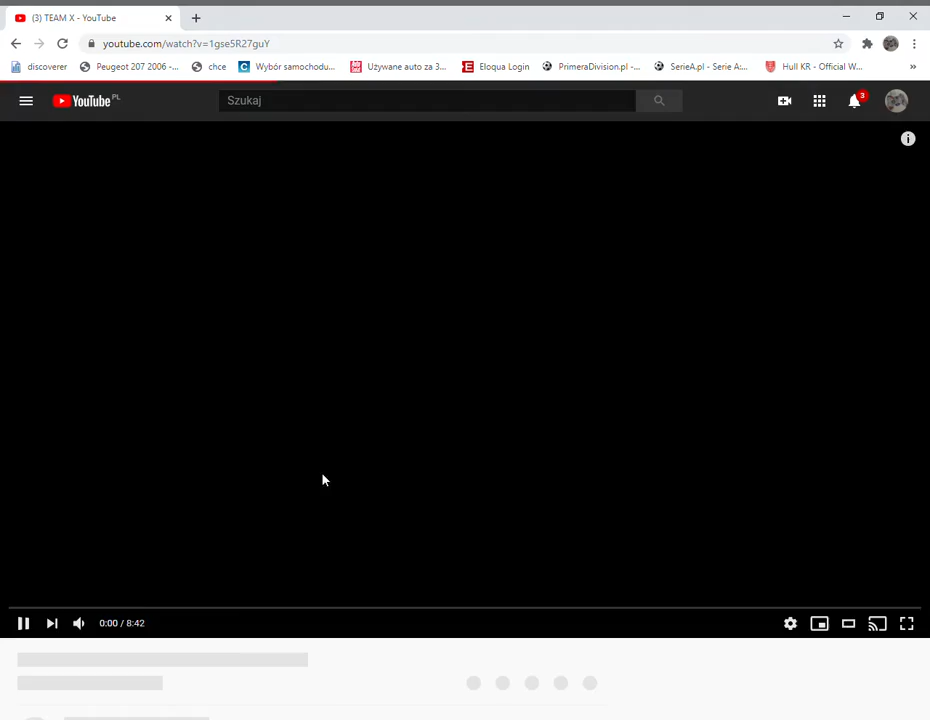 (3) TEAM X - YouTube
youtube.com/watch?v=1gse5R27guY
discoverer Peugeot 207 2006 -... chce Wybór samochodu... Uzywane auto za 3... Eloqua Login PrimeraDivision.pl -... SerieA.pl - Serie A:... Hull KR - Official W... »
YouTube PL Szukaj 3
0:00 / 8:42